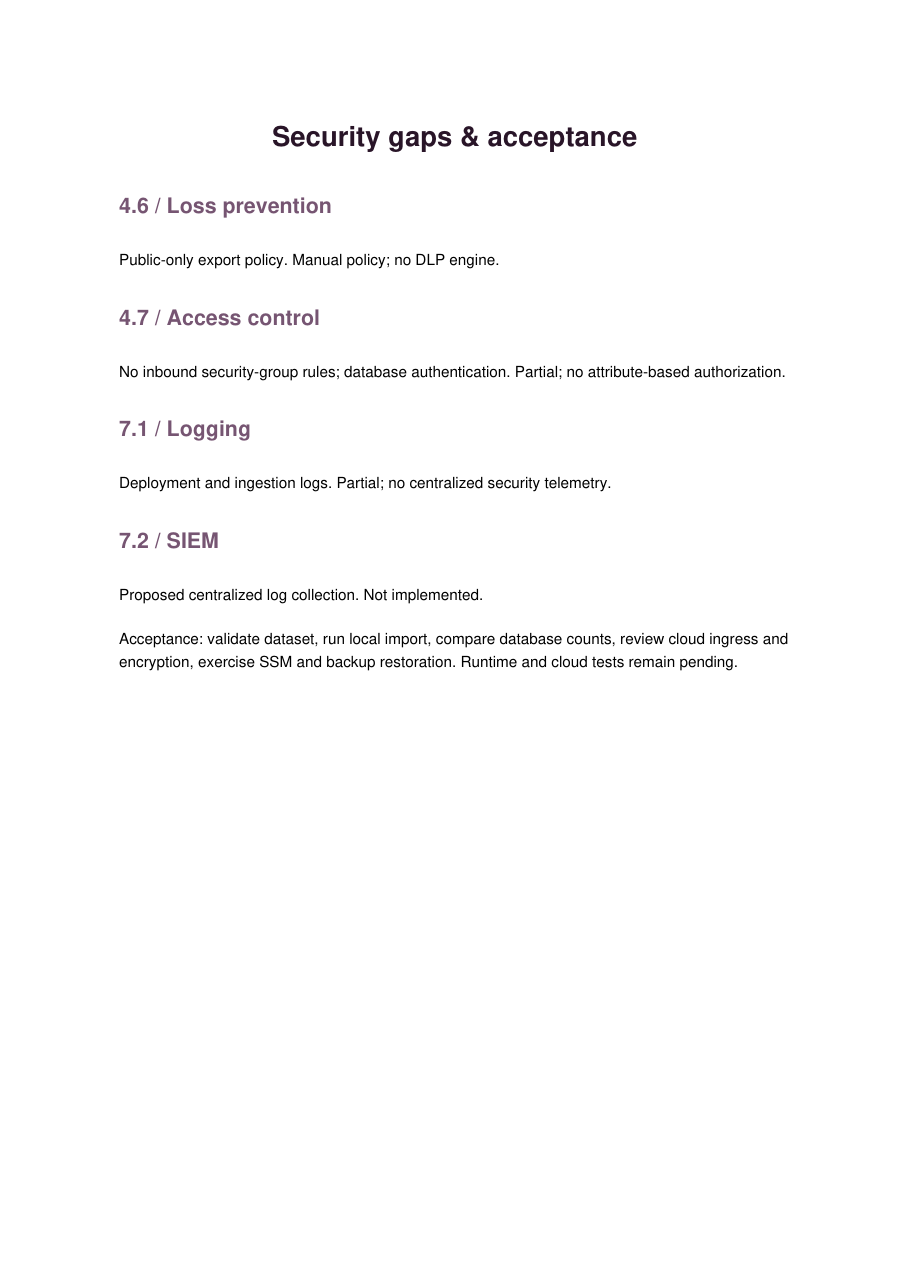 Security gaps & acceptance
4.6 / Loss prevention
Public-only export policy. Manual policy; no DLP engine.
4.7 / Access control
No inbound security-group rules; database authentication. Partial; no attribute-based authorization.
7.1 / Logging
Deployment and ingestion logs. Partial; no centralized security telemetry.
7.2 / SIEM
Proposed centralized log collection. Not implemented.
Acceptance: validate dataset, run local import, compare database counts, review cloud ingress and
encryption, exercise SSM and backup restoration. Runtime and cloud tests remain pending.